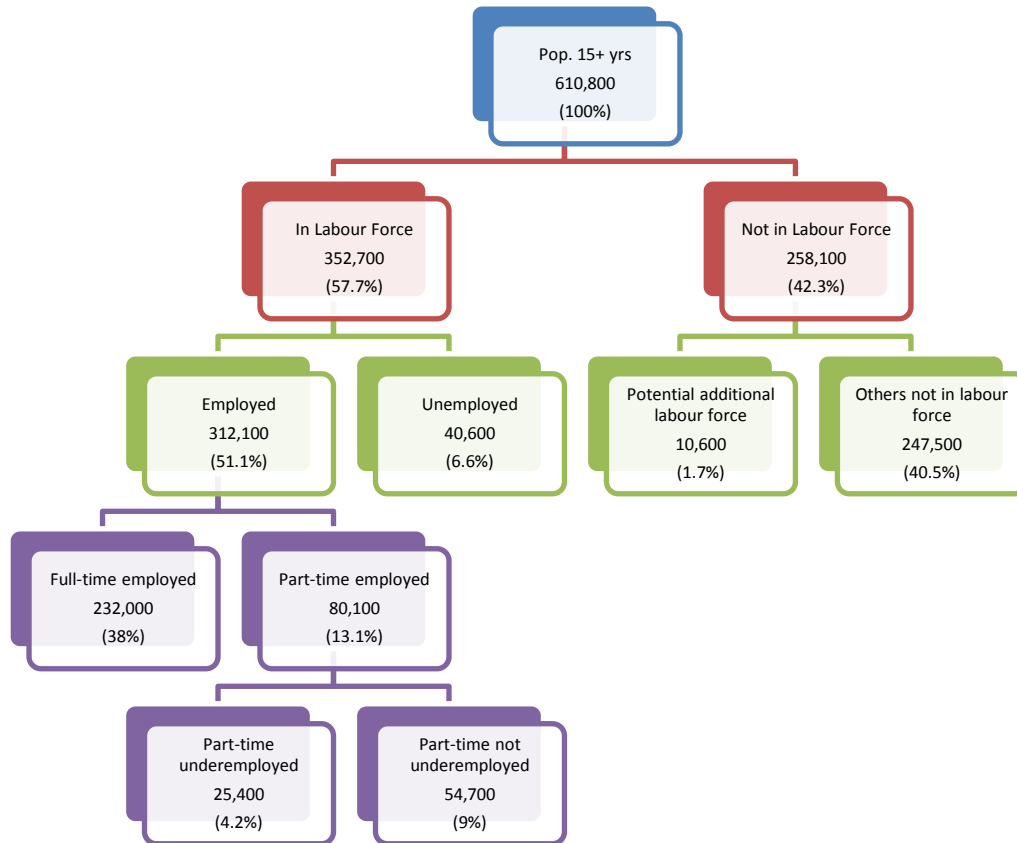 Pop. 15+ yrs
610,800
(100%)
In Labour Force
352,700
(57.7%)
Not in Labour Force
258,100
(42.3%)
Employed
312,100
(51.1%)
Unemployed
40,600
(6.6%)
Potential additional
labour force
10,600
(1.7%)
Others not in labour
force
247,500
(40.5%)
Full-time employed
232,000
(38%)
Part-time employed
80,100
(13.1%)
Part-time
underemployed
25,400
(4.2%)
Part-time not
underemployed
54,700
(9%)